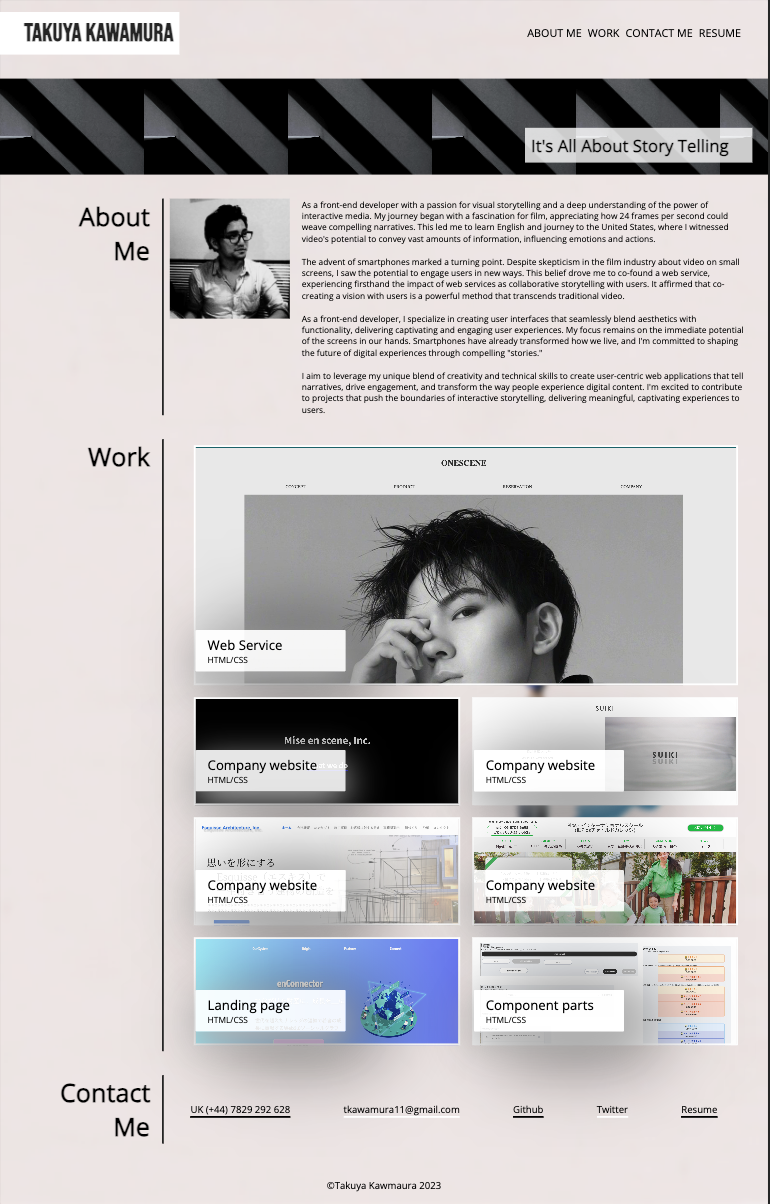 TAKUYA KAWAMURA
ABOUT ME WORK CONTACT ME RESUME
It's All About Story Telling
About
Me
As a front-end developer with a passion for visual storytelling and a deep understanding of the power of
interactive media. My journey began with a fascination for film, appreciating how 24 frames per second could
weave compelling narratives. This led me to learn English and journey to the United States, where I witnessed
video's potential to convey vast amounts of information, influencing emotions and actions.
The advent of smartphones marked a turning point. Despite skepticism in the film industry about video on small
screens, I saw the potential to engage users in new ways. This belief drove me to co-found a web service,
experiencing firsthand the impact of web services as collaborative storytelling with users. It affirmed that co-
creating a vision with users is a powerful method that transcends traditional video.
As a front-end developer, I specialize in creating user interfaces that seamlessly blend aesthetics with
functionality, delivering captivating and engaging user experiences. My focus remains on the immediate potential
of the screens in our hands. Smartphones have already transformed how we live, and I'm committed to shaping
the future of digital experiences through compelling "stories."
I aim to leverage my unique blend of creativity and technical skills to create user-centric web applications that tell
narratives, drive engagement, and transform the way people experience digital content. I'm excited to contribute
to projects that push the boundaries of interactive storytelling, delivering meaningful, captivating experiences to
users.
Work
ONESCENE
CONCEPT PRODUCT RESERVATION COMPANY
Web Service
HTML/CSS
Mise en scene, Inc.
Company website
HTML/CSS
SUIKI
SUIKI
Company website
HTML/CSS
思いを形にする
Company website
HTML/CSS
Company website
HTML/CSS
enConnector
Landing page
HTML/CSS
Component parts
HTML/CSS
Contact
Me
UK (+44) 7829 292 628 tkawamura11@gmail.com Github Twitter Resume
©Takuya Kawmaura 2023